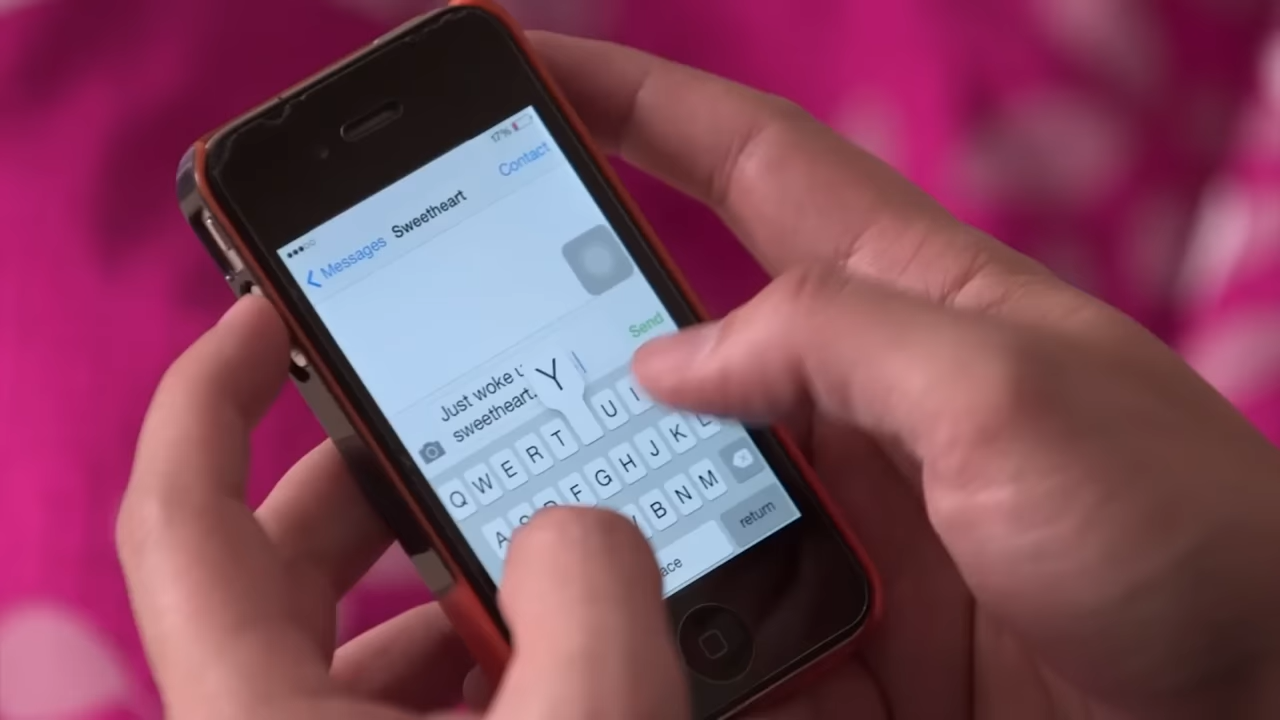 17%
Messages Sweetheart Contact
Send
Just woke
sweetheart.
Y
Q W E R T U I
A F G H J K L
B N M
return